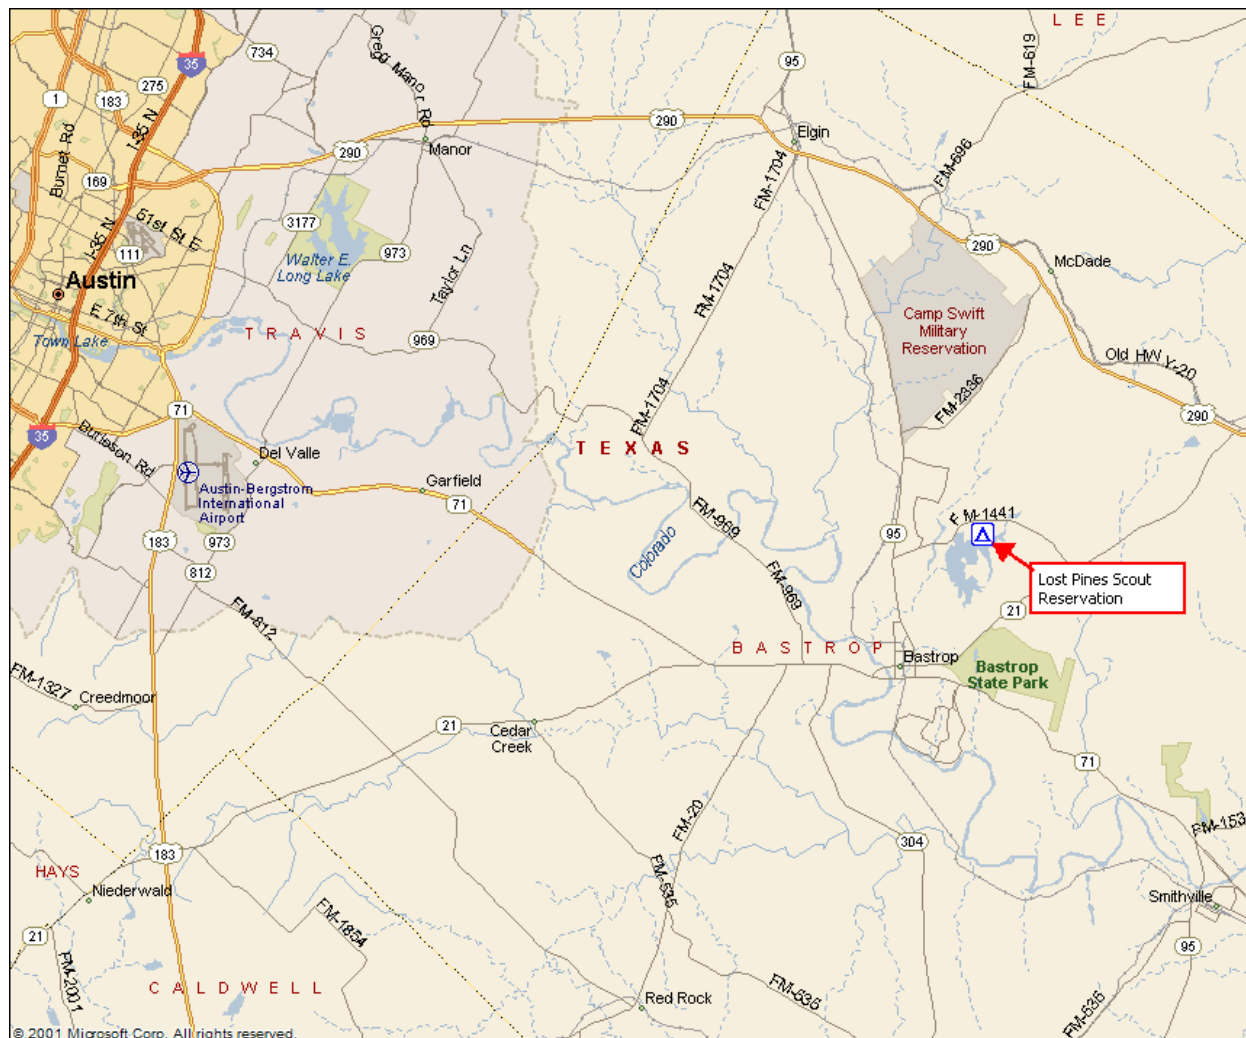 LEE
35
734
Gregg Manor Rd
95
FM-619
275
1
183
I-35 N
Burnet Rd
290
Elgin
290
Manor
FM-1704
FM-696
169
51st St E
I-35 N
111
3177
973
Walter E.
Long Lake
Taylor Ln
290
McDade
Austin
FM-1704
E 7th St
Town Lake
TRAVIS
969
Camp Swift
Military
Reservation
Old HWY-20
FM-2336
290
71
35
Burleson Rd
FM-1704
TEXAS
Del Valle
Garfield
71
Austin-Bergstrom
International
Airport
FM-969
FM-1441
95
183
973
812
Colorado
FM-969
Lost Pines Scout
Reservation
21
FM-812
BASTROP
Bastrop
Bastrop
State Park
FM-1327
Creedmoor
21
Cedar
Creek
71
FM-20
FM-153
304
183
HAYS
FM-535
Niederwald
Smithville
FM-1854
21
95
FM-2001
CALDWELL
Red Rock
FM-535
FM-535
© 2001 Microsoft Corp. All rights reserved.